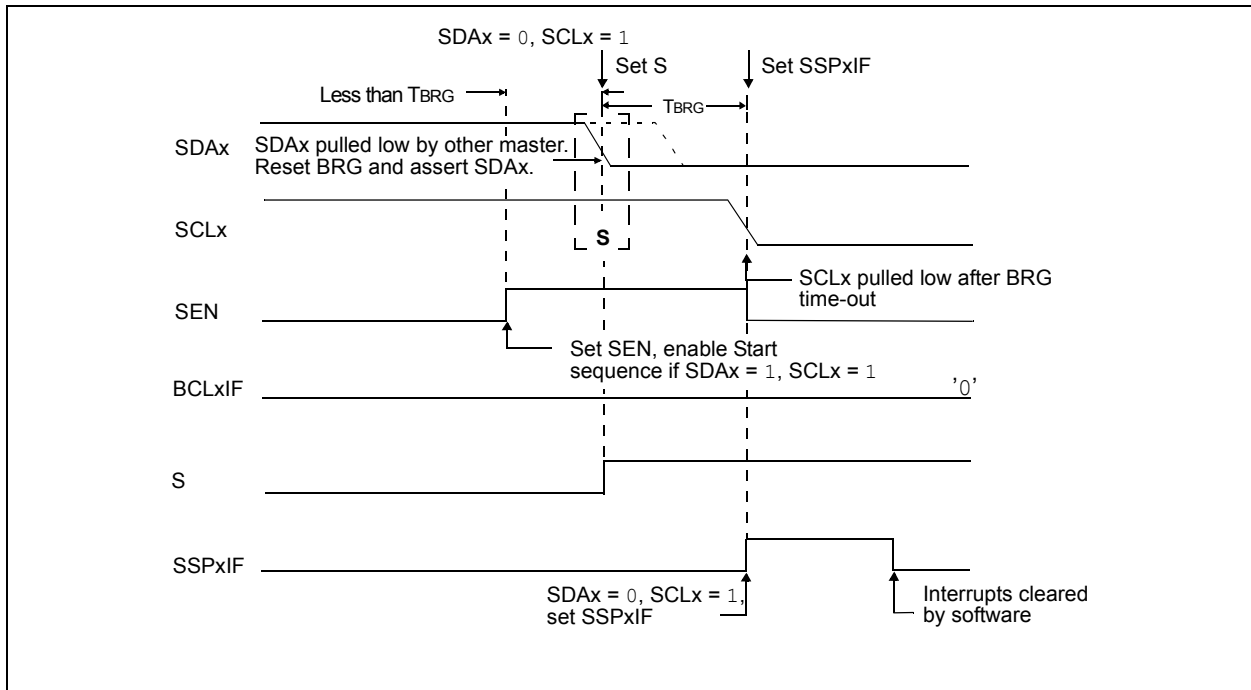 SDAx = 0, SCLx = 1
Set S
Set SSPxIF
Less than TBRG
TBRG
SDAx
SDAx pulled low by other master.
Reset BRG and assert SDAx.
SCLx
S
SCLx pulled low after BRG
time-out
SEN
Set SEN, enable Start
sequence if SDAx = 1, SCLx = 1
BCLxIF
'0'
S
SSPxIF
SDAx = 0, SCLx = 1,
set SSPxIF
Interrupts cleared
by software